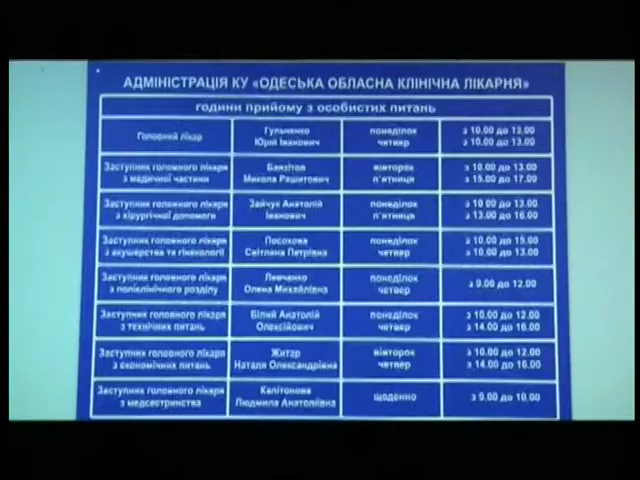 АДМІНІСТРАЦІЯ КУ «ОДЕСЬКА ОБЛАСНА КЛІНІЧНА ЛІКАРНЯ»
години прийому з особистих питань
Головний лікар
Гульченко
Юрій Іванович
понеділок
четвер
з 10.00 до 13.00
з 10.00 до 13.00
Заступник головного лікаря
з медичної частини
Микола Рашитович
вівторок
п'ятниця
з 10.00 до 13.00
з 15.00 до 17.00
Заступник головного лікаря
з хірургічної допомоги
Зайчук Анатолій
Іванович
понеділок
п'ятниця
з 10.00 до 13.00
з 13.00 до 16.00
Заступник головного лікаря
з акушерства та гінекології
Посохова
Світлана Петрівна
понеділок
четвер
з 10.00 до 15.00
з 10.00 до 13.00
Заступник головного лікаря
з поліклінічного розділу
Левченко
Олена Михайлівна
понеділок
четвер
з 9.00 до 12.00
Заступник головного лікаря
з технічних питань
Білий Анатолій
Олексійович
понеділок
четвер
з 10.00 до 12.00
з 14.00 до 16.00
Заступник головного лікаря
з економічних питань
Житар
Наталя Олександрівна
вівторок
четвер
з 10.00 до 12.00
з 14.00 до 16.00
Заступник головного лікаря
з медсестринства
Капітонова
Людмила Анатоліївна
щоденно
з 9.00 до 10.00